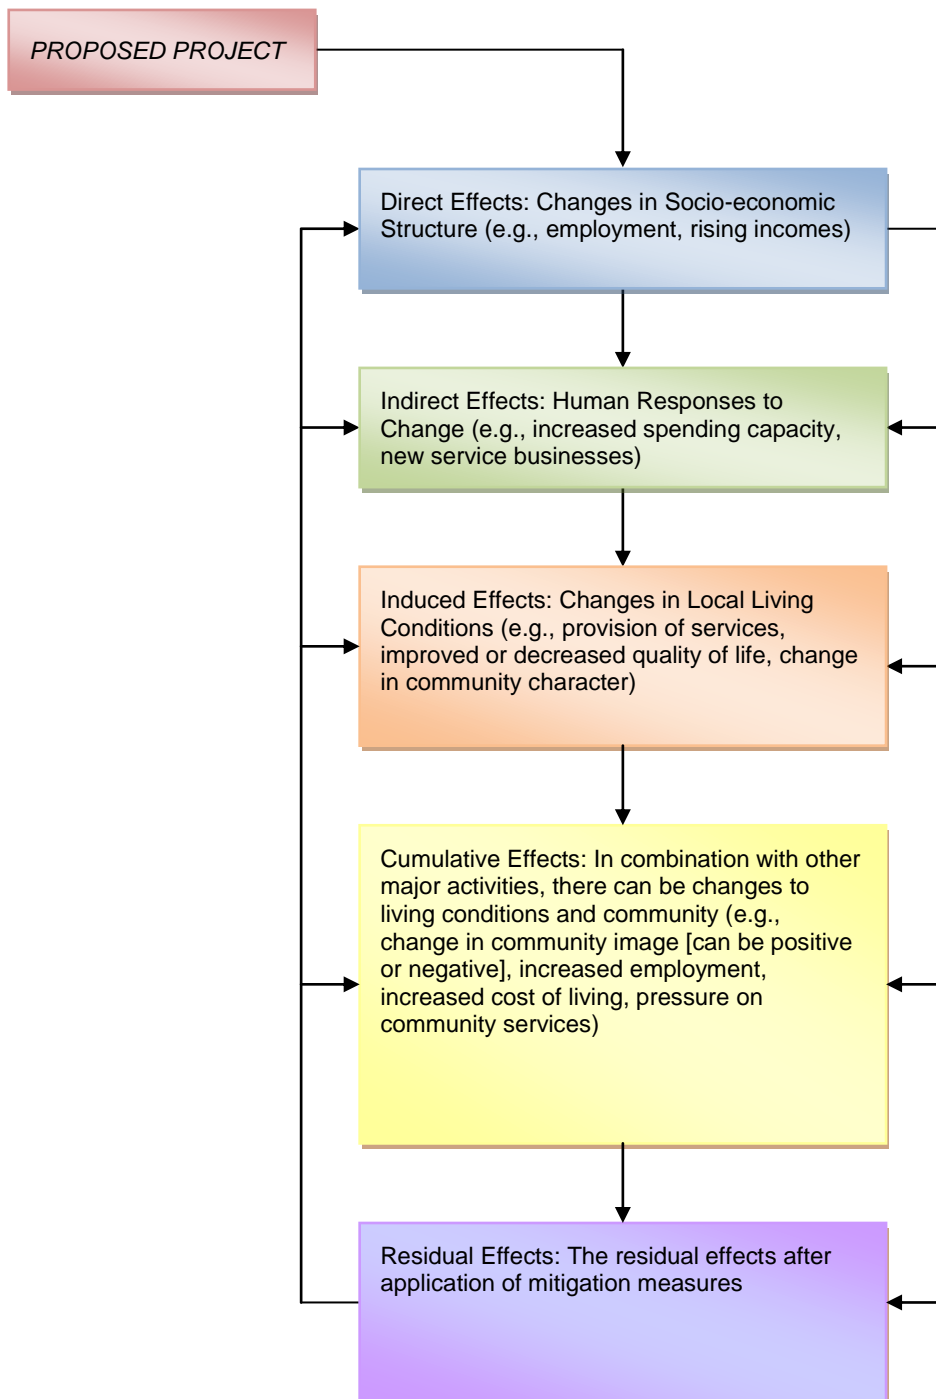 PROPOSED PROJECT
Direct Effects: Changes in Socio-economic
Structure (e.g., employment, rising incomes)
Indirect Effects: Human Responses to
Change (e.g., increased spending capacity,
new service businesses)
Induced Effects: Changes in Local Living
Conditions (e.g., provision of services,
improved or decreased quality of life, change
in community character)
Cumulative Effects: In combination with other
major activities, there can be changes to
living conditions and community (e.g.,
change in community image [can be positive
or negative], increased employment,
increased cost of living, pressure on
community services)
Residual Effects: The residual effects after
application of mitigation measures